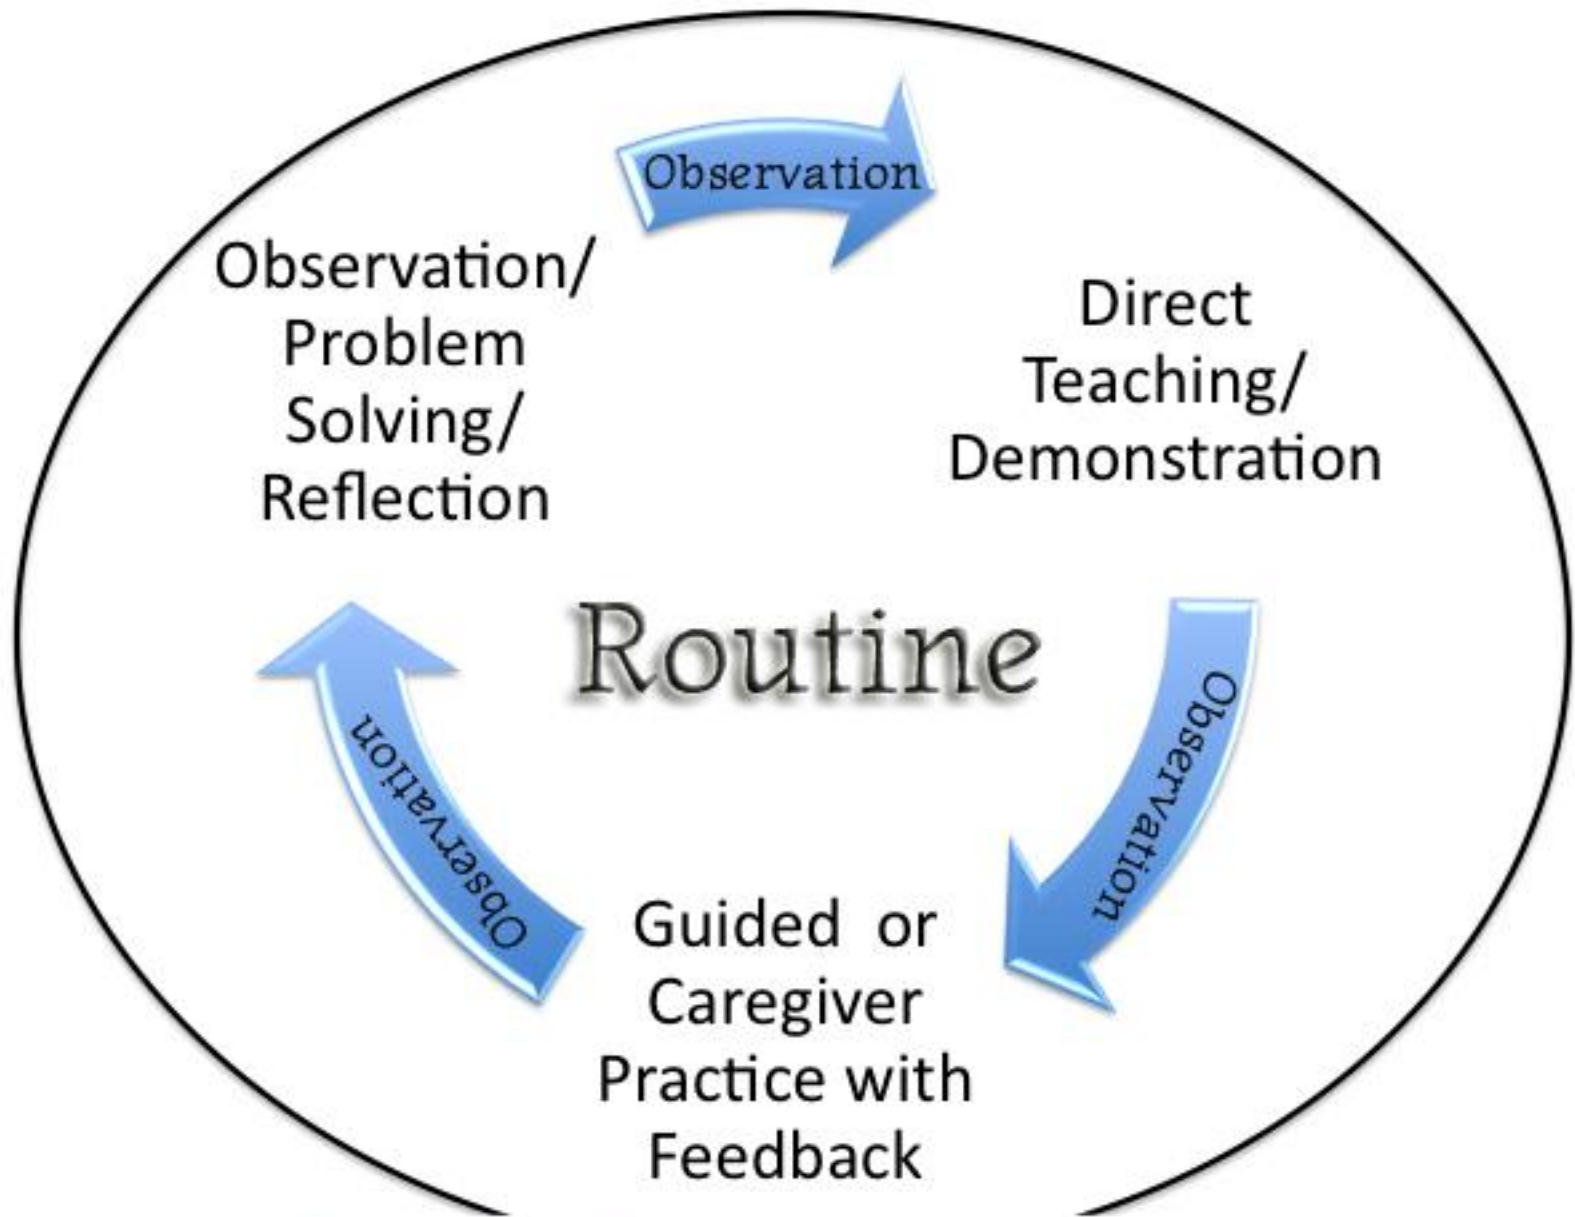 Observation
Observation/
Problem
Solving/
Reflection
Direct
Teaching/
Demonstration
Routine
Observation
Observation
Guided or
Caregiver
Practice with
Feedback